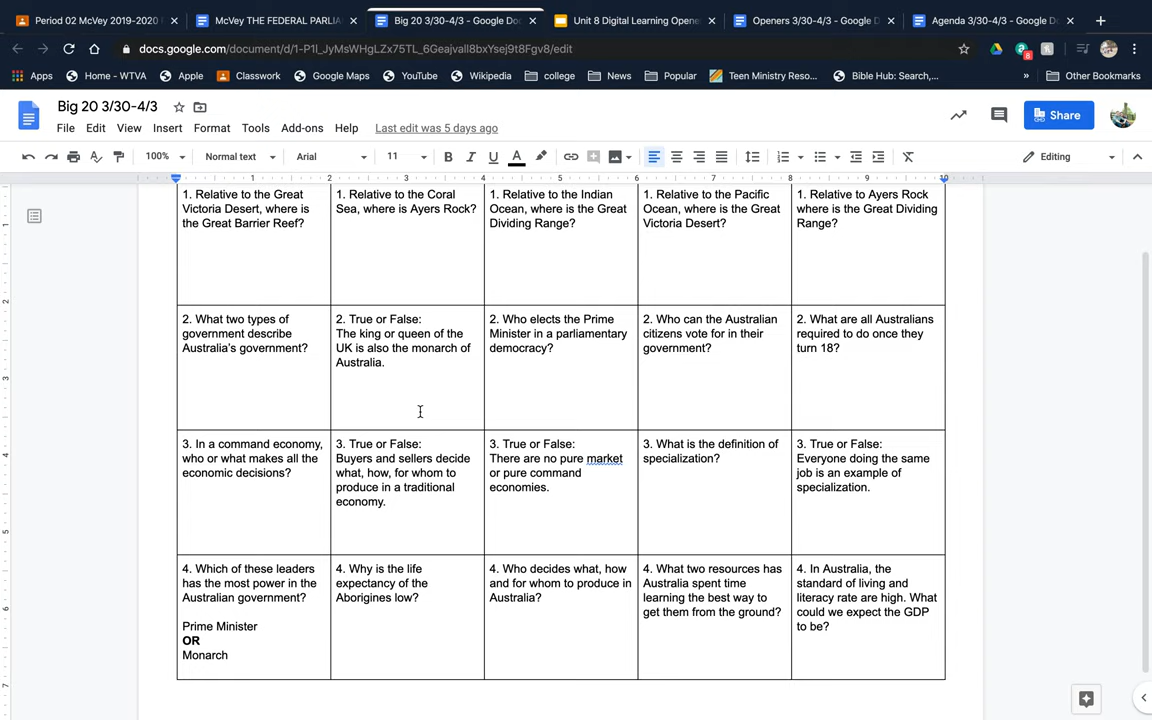 Period 02 McVey 2019-2020
McVey THE FEDERAL PARLIA
Big 20 3/30-4/3 - Google Doc
Unit 8 Digital Learning Opene
Openers 3/30-4/3 - Google D
Agenda 3/30-4/3 - Google Doc
Apps
Home - WTVA
Apple
Classwork
Google Maps
YouTube
Wikipedia
college
News
Popular
Teen Ministry Reso...
Bible Hub: Search,...
»
Other Bookmarks
Big 20 3/30-4/3
File Edit View Insert Format Tools Add-ons Help Last edit was 5 days ago
Share
100% Normal text Arial 11 B I U A Editing
1 2 3 4 5 6 7 8 9 10
1. Relative to the Great
Victoria Desert, where is
the Great Barrier Reef?
1. Relative to the Coral
Sea, where is Ayers Rock?
1. Relative to the Indian
Ocean, where is the Great
Dividing Range?
1. Relative to the Pacific
Ocean, where is the Great
Victoria Desert?
1. Relative to Ayers Rock
where is the Great Dividing
Range?
2. What two types of
government describe
Australia's government?
2. True or False:
The king or queen of the
UK is also the monarch of
Australia.
2. Who elects the Prime
Minister in a parliamentary
democracy?
2. Who can the Australian
citizens vote for in their
government?
2. What are all Australians
required to do once they
turn 18?
3. In a command economy,
who or what makes all the
economic decisions?
3. True or False:
Buyers and sellers decide
what, how, for whom to
produce in a traditional
economy.
3. True or False:
There are no pure market
or pure command
economies.
3. What is the definition of
specialization?
3. True or False:
Everyone doing the same
job is an example of
specialization.
4. Which of these leaders
has the most power in the
Australian government?
Prime Minister
OR
Monarch
4. Why is the life
expectancy of the
Aborigines low?
4. Who decides what, how
and for whom to produce in
Australia?
4. What two resources has
Australia spent time
learning the best way to
get them from the ground?
4. In Australia, the
standard of living and
literacy rate are high. What
could we expect the GDP
to be?